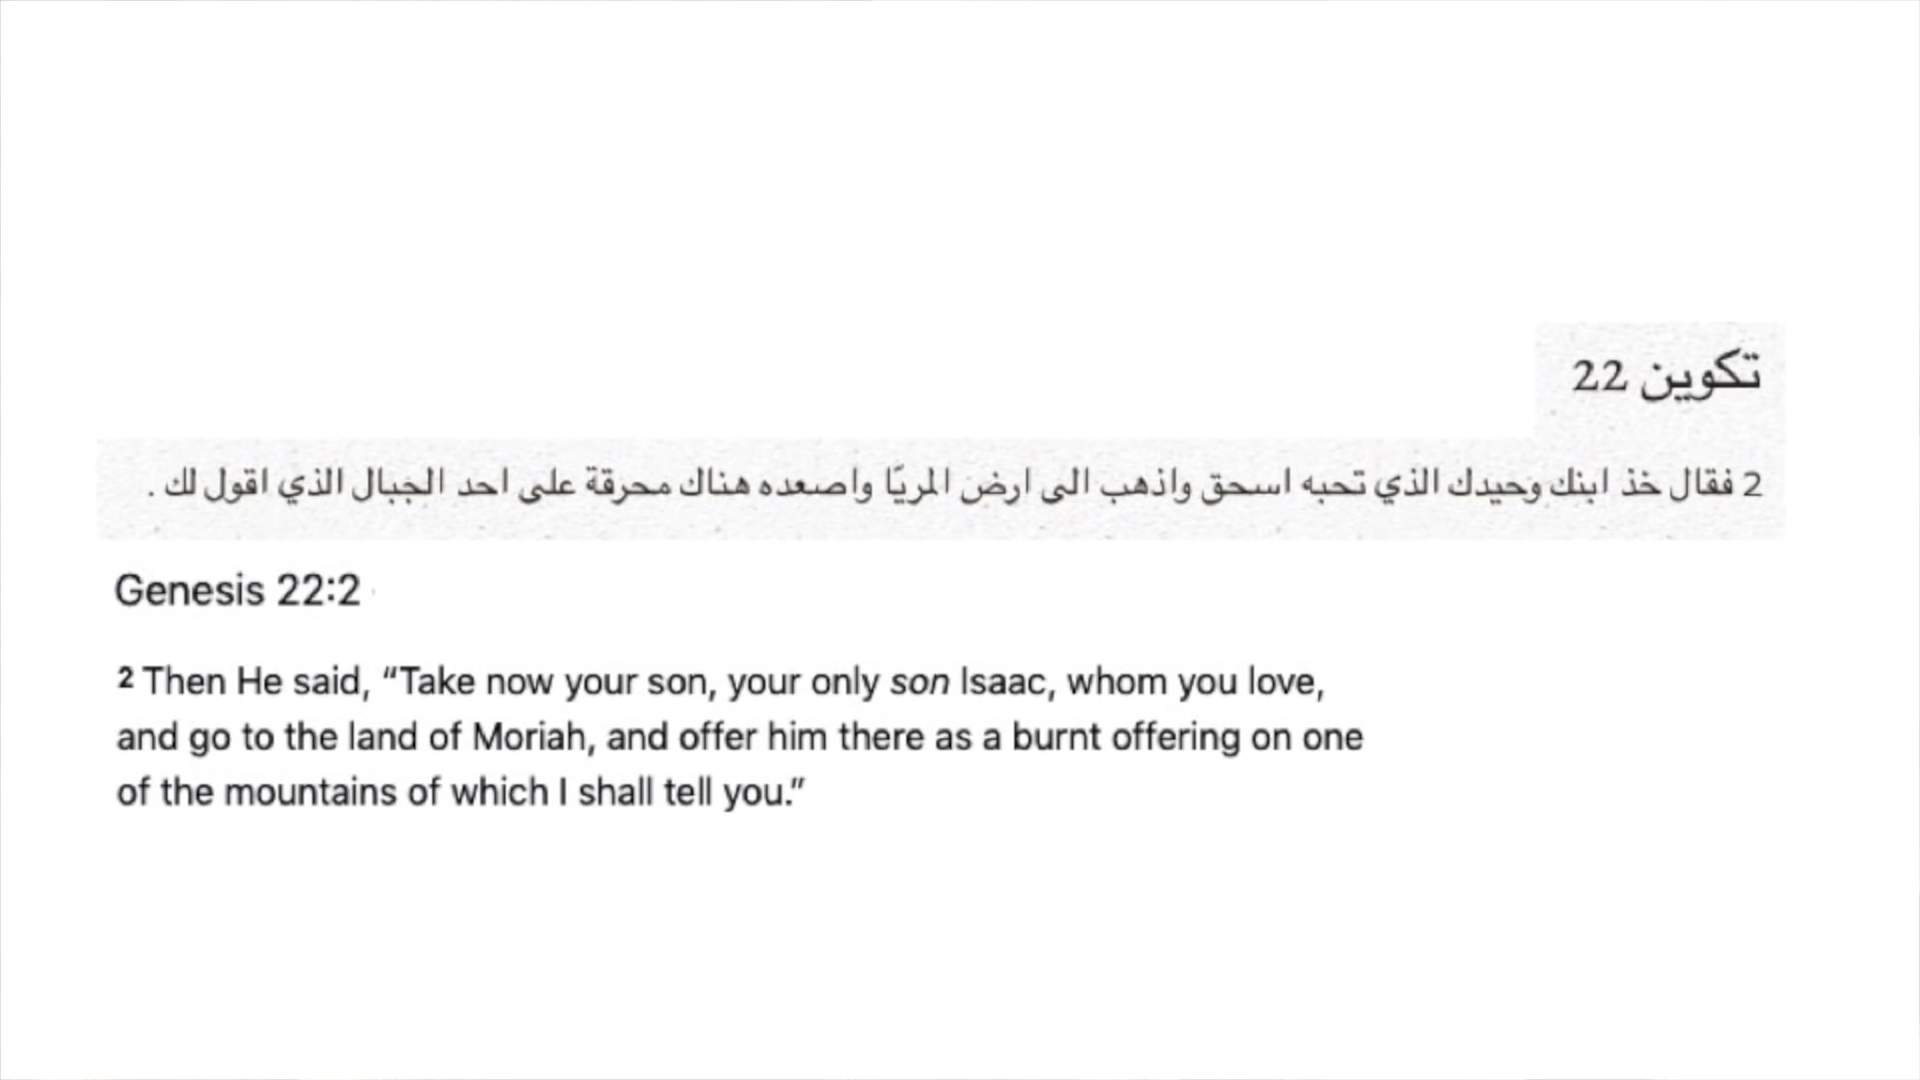 تكوين 22
2 فقال خذ ابنك وحيدك الذي تحبه اسحق واذهب الى ارض المريّا واصعده هناك محرقة على احد الجبال الذي اقول لك .
Genesis 22:2
2 Then He said, “Take now your son, your only son Isaac, whom you love,
and go to the land of Moriah, and offer him there as a burnt offering on one
of the mountains of which I shall tell you.”